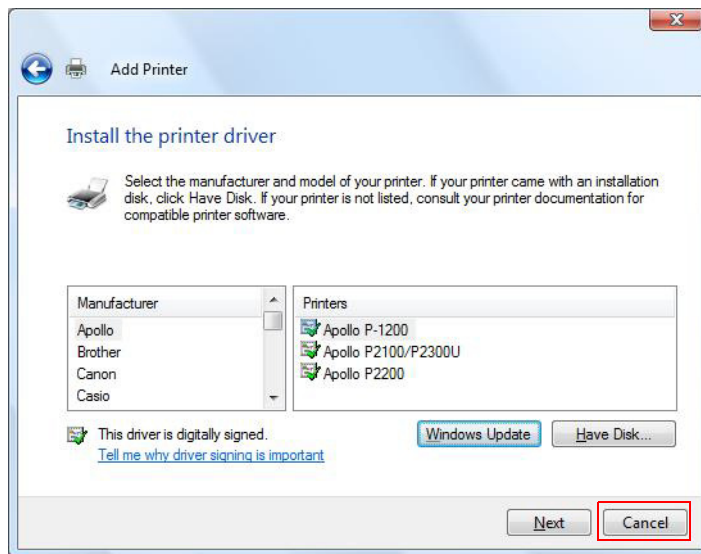 Add Printer
Install the printer driver
Select the manufacturer and model of your printer. If your printer came with an installation
disk, click Have Disk. If your printer is not listed, consult your printer documentation for
compatible printer software.
Manufacturer
Apollo
Brother
Canon
Casio
Printers
Apollo P-1200
Apollo P2100/P2300U
Apollo P2200
This driver is digitally signed.
Tell me why driver signing is important
Windows Update
Have Disk...
Next
Cancel